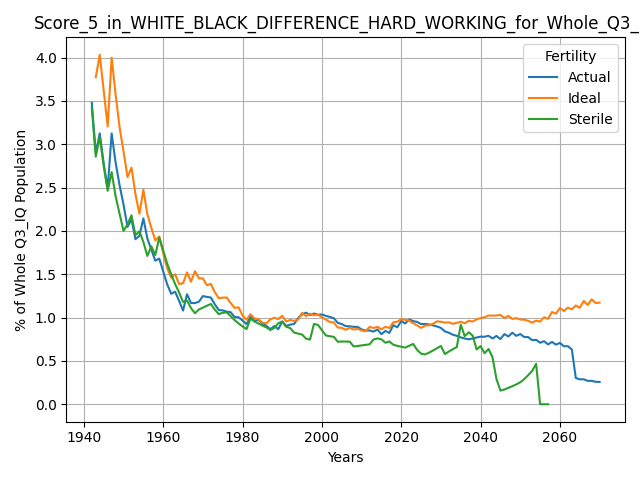 Score_5_in_WHITE_BLACK_DIFFERENCE_HARD_WORKING_for_Whole_Q3_
Fertility
Actual
Ideal
Sterile
% of Whole Q3_IQ Population
4.0
3.5
3.0
2.5
2.0
1.5
1.0
0.5
0.0
1940 1960 1980 2000 2020 2040 2060
Years